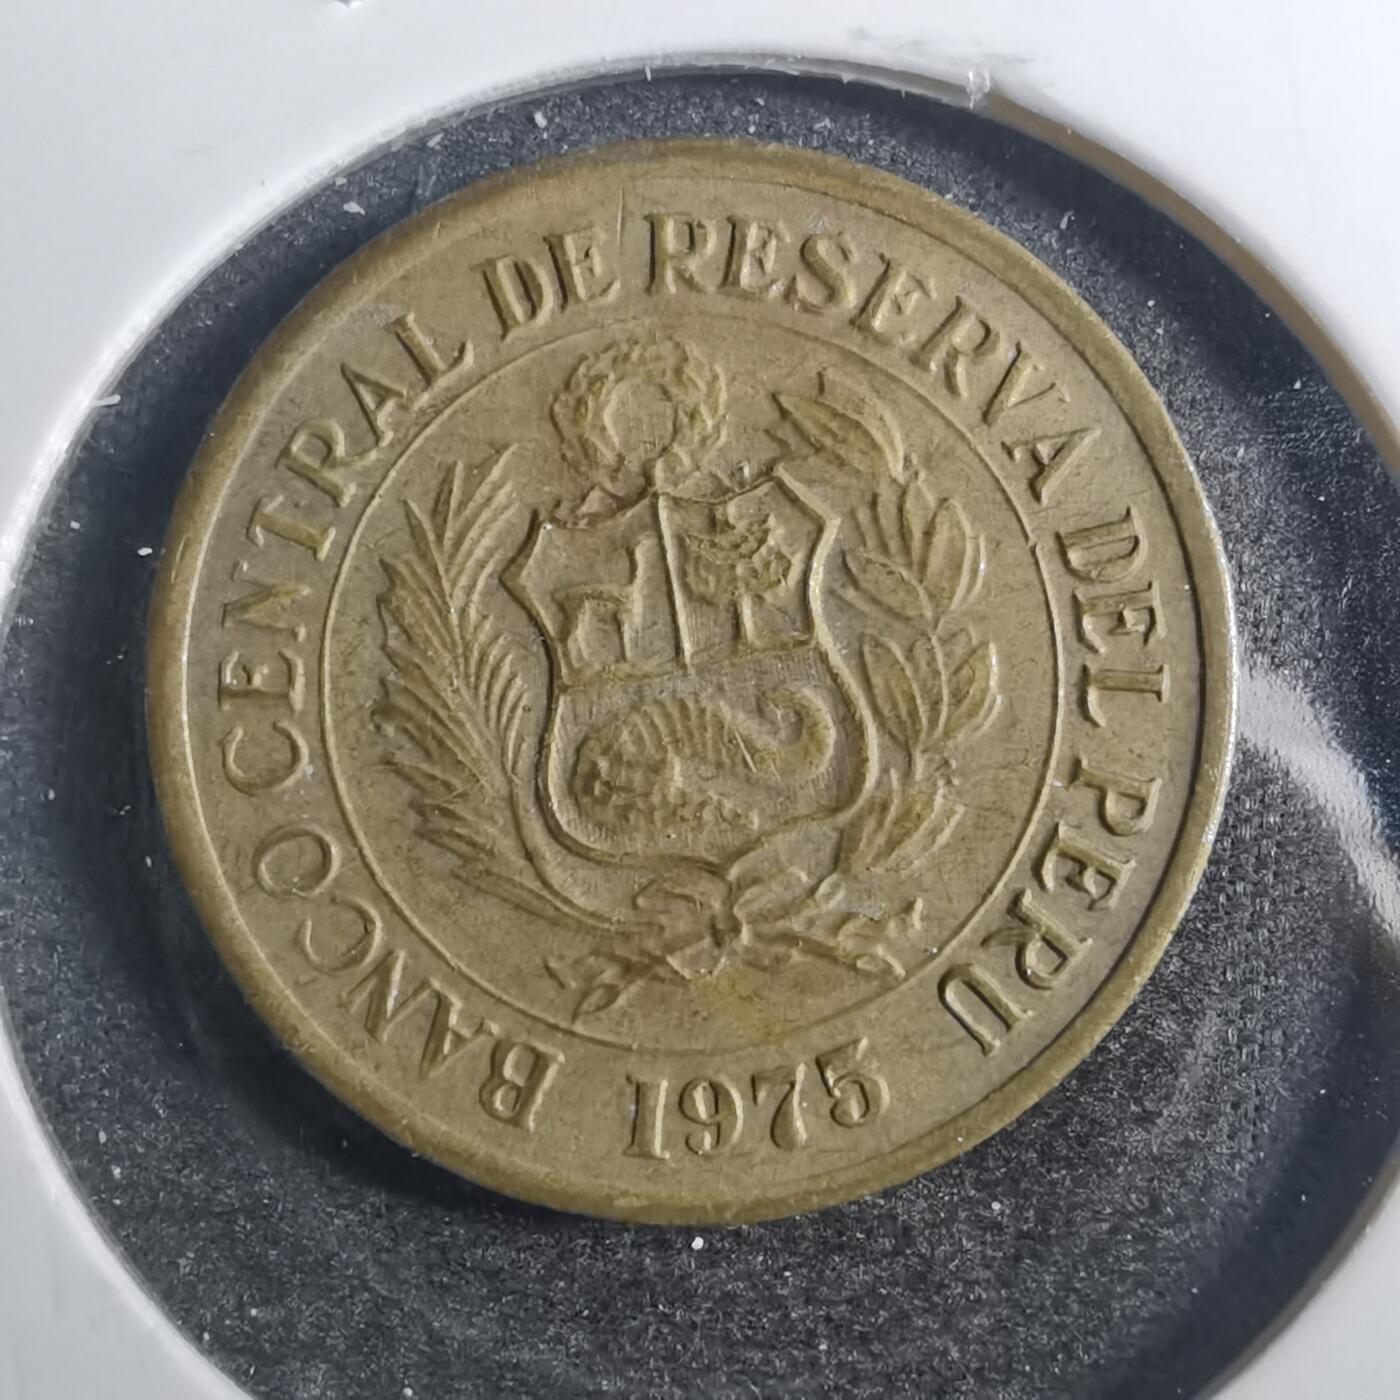 BANCO CENTRAL DE RESERVA DEL PERU
1975